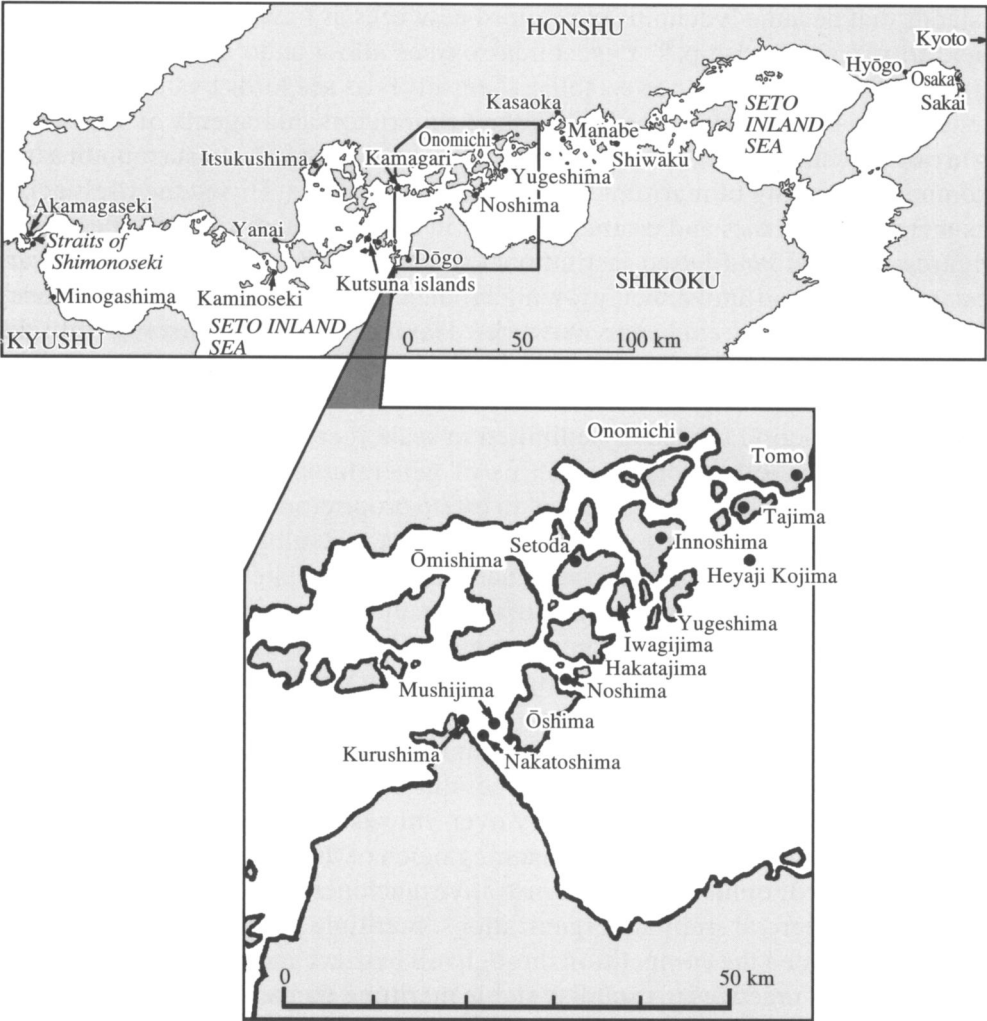 HONSHU
Kyoto
Hyōgo
Osaka
Sakai
Kasaoka
SETO
INLAND
SEA
Onomichi
Manabe
Itsukushima
Kamagari
Shiwaku
Yugeshima
Akamagaseki
Noshima
Straits of
Shimonoseki
Yanai
Dōgo
Minogashima
Kaminoseki
Kutsuna islands
SHIKOKU
SETO INLAND
SEA
KYUSHU
0 50 100 km
Onomichi
Tomo
Tajima
Setoda
Innoshima
Ōmishima
Heyaji Kojima
Yugeshima
Iwagijima
Hakatajima
Mushijima
Noshima
Ōshima
Kurushima
Nakatoshima
0 50 km